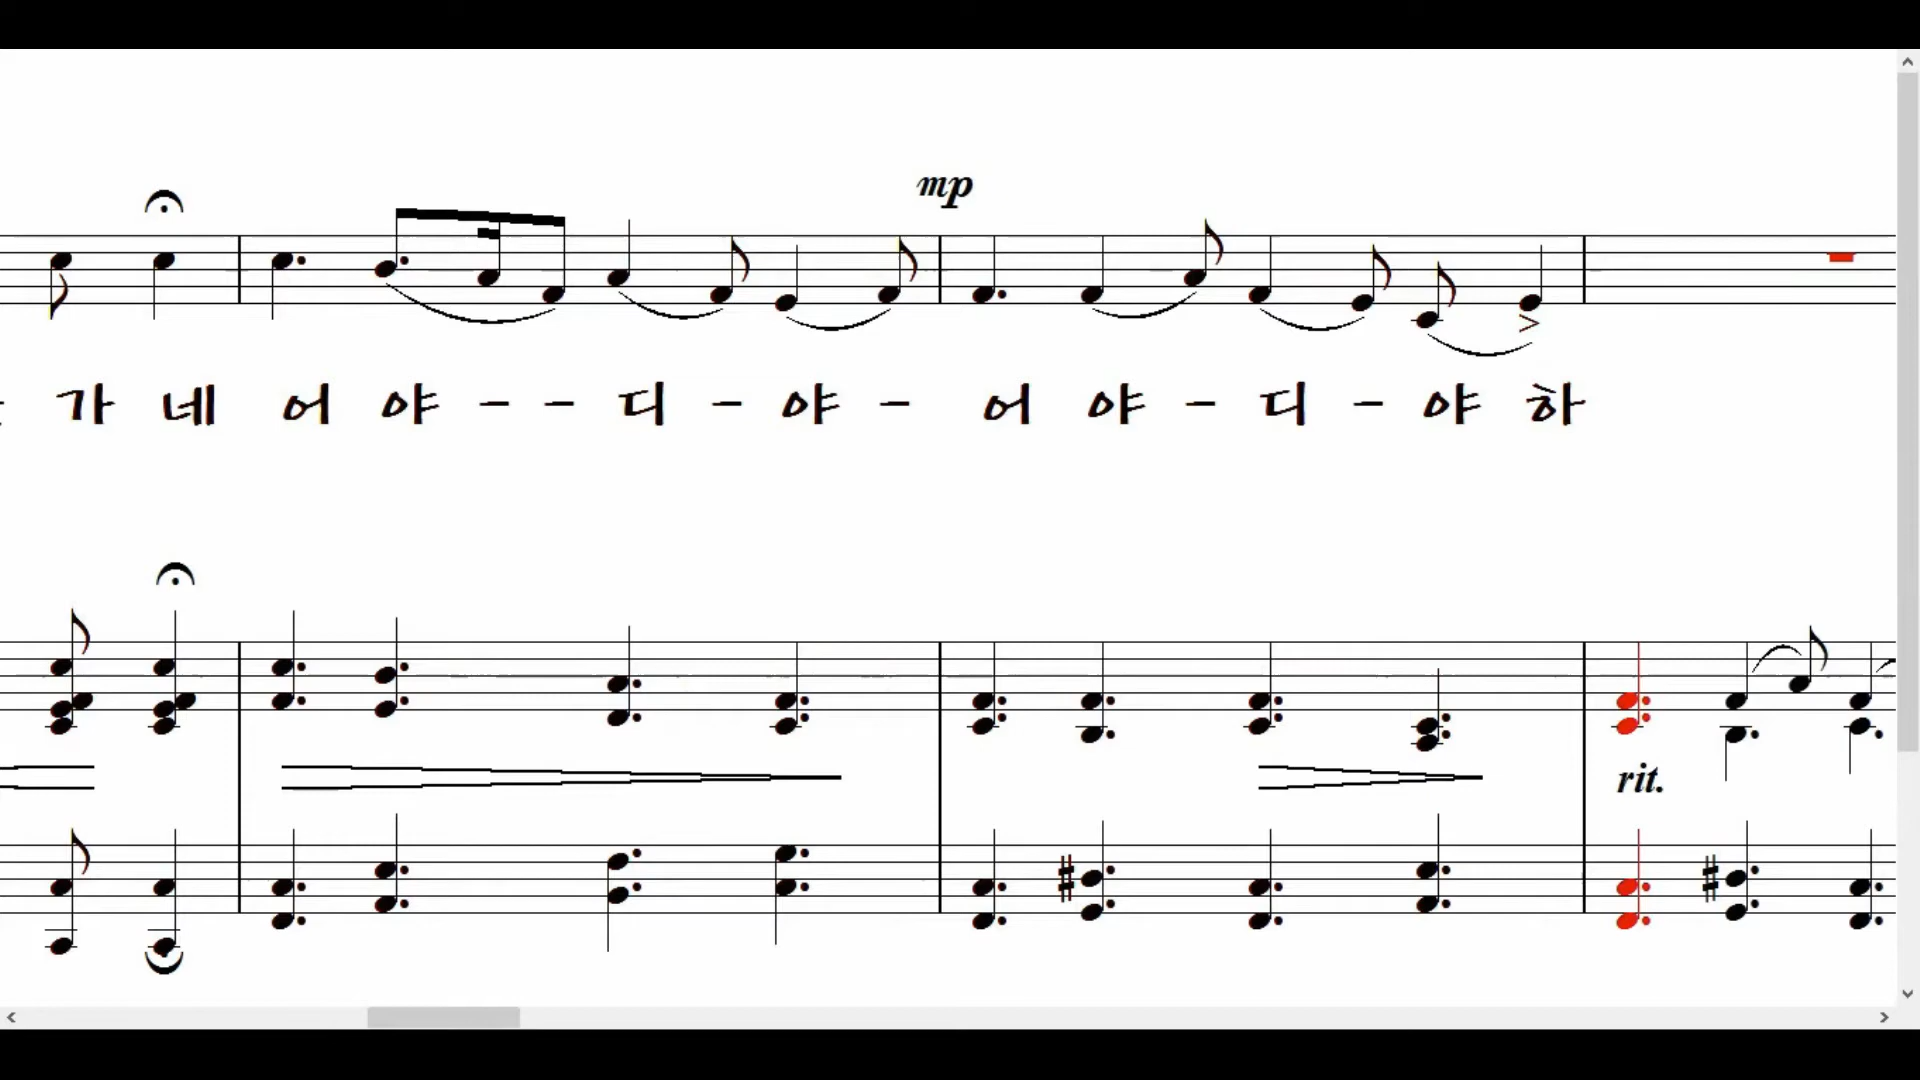 mp
가 네 어 야 - - 디 - 야 - 어 야 - 디 - 야 하
rit.